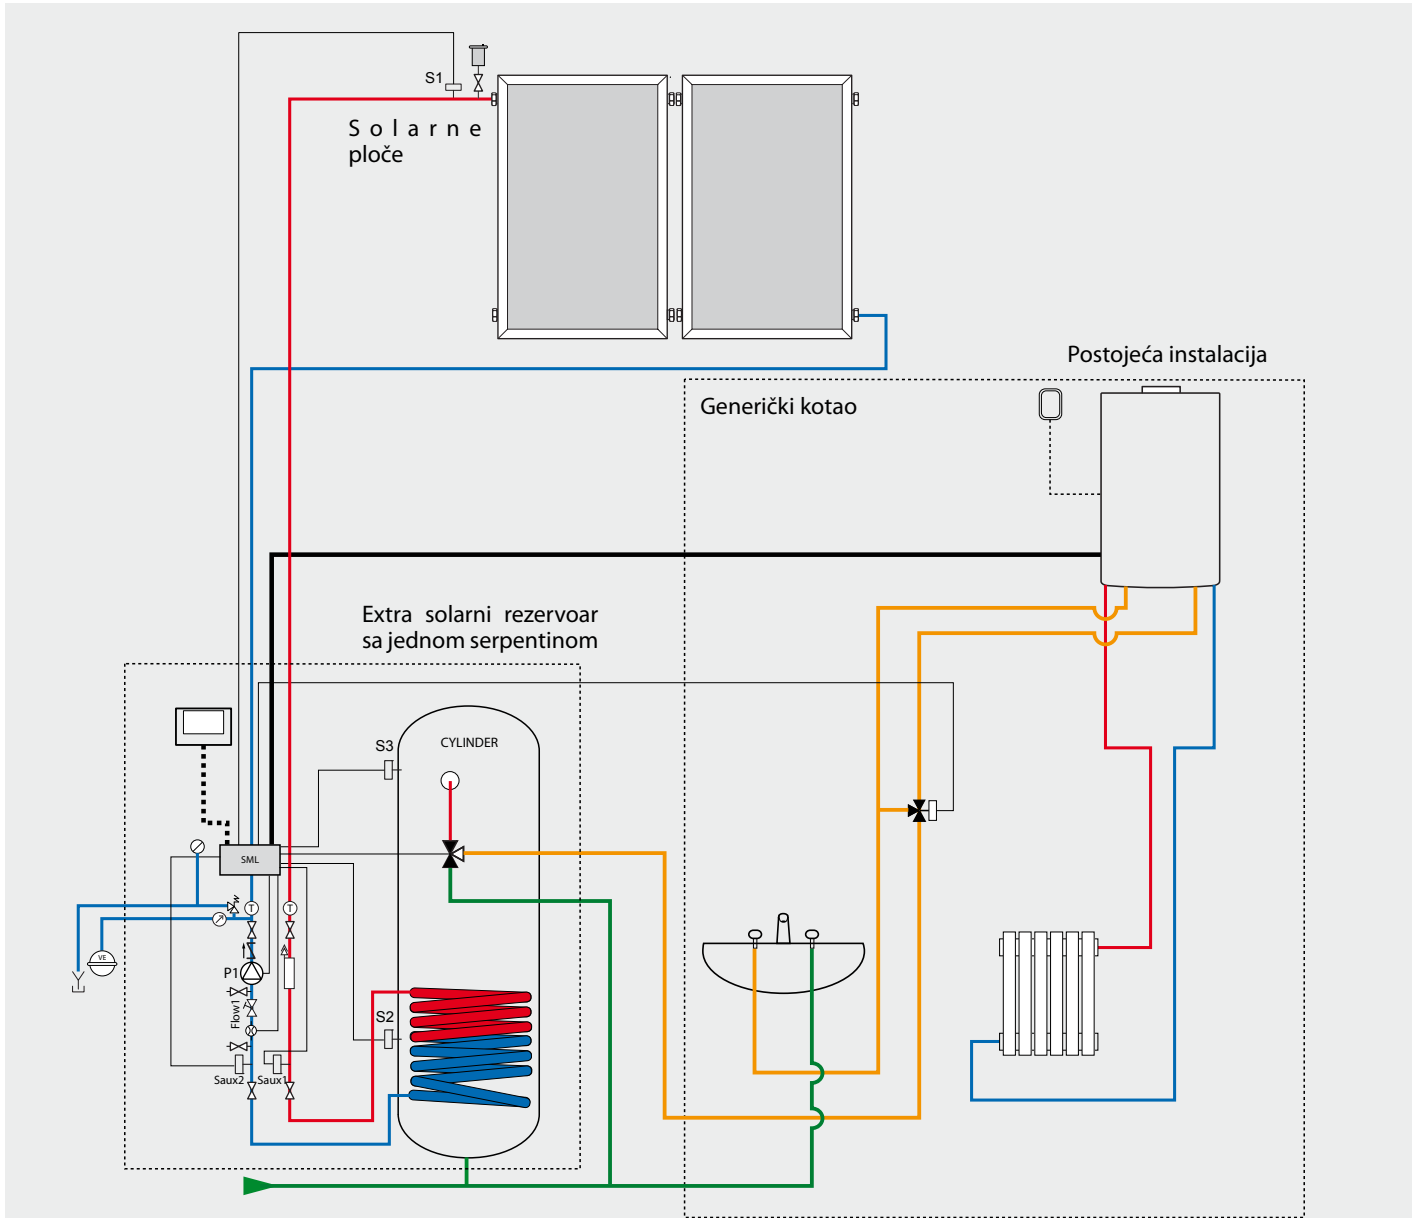 S1
S o l a r n e
ploče
Postojeća instalacija
Generički kotao
Extra solarni rezervoar
sa jednom serpentinom
S3
CYLINDER
SML
T
T
VE
P1
Flow1
S2
Saux2
Saux1